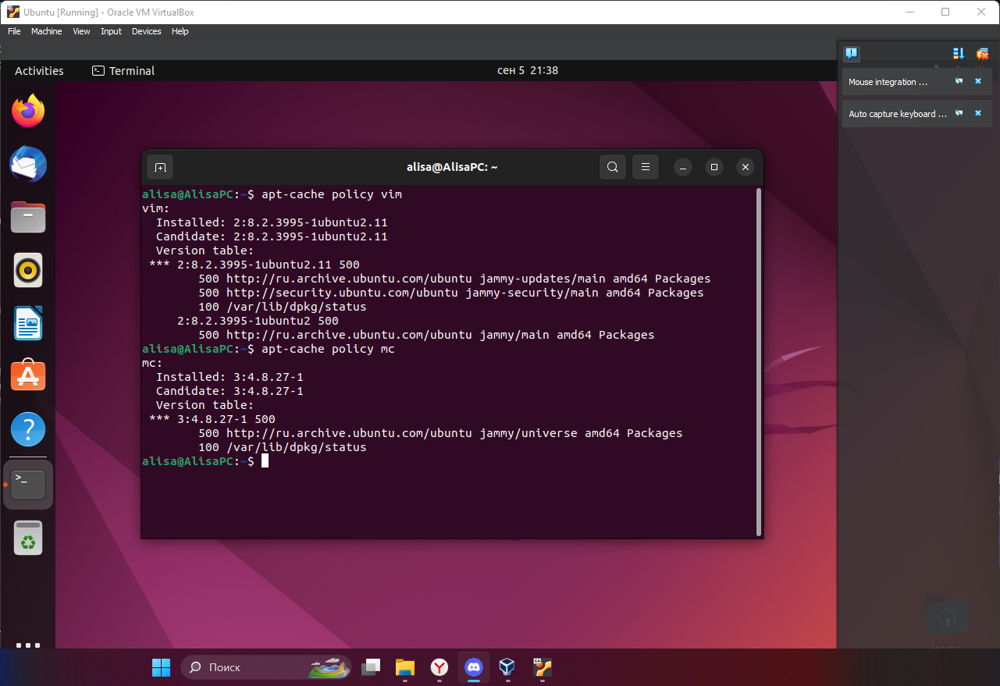 Ubuntu [Running] - Oracle VM VirtualBox
File Machine View Input Devices Help
Activities Terminal сен 5 21:38
Mouse integration ...
Auto capture keyboard ...
alisa@AlisaPC: ~
alisa@AlisaPC:~$ apt-cache policy vim
vim:
Installed: 2:8.2.3995-1ubuntu2.11
Candidate: 2:8.2.3995-1ubuntu2.11
Version table:
*** 2:8.2.3995-1ubuntu2.11 500
500 http://ru.archive.ubuntu.com/ubuntu jammy-updates/main amd64 Packages
500 http://security.ubuntu.com/ubuntu jammy-security/main amd64 Packages
100 /var/lib/dpkg/status
2:8.2.3995-1ubuntu2 500
500 http://ru.archive.ubuntu.com/ubuntu jammy/main amd64 Packages
alisa@AlisaPC:~$ apt-cache policy mc
mc:
Installed: 3:4.8.27-1
Candidate: 3:4.8.27-1
Version table:
*** 3:4.8.27-1 500
500 http://ru.archive.ubuntu.com/ubuntu jammy/universe amd64 Packages
100 /var/lib/dpkg/status
alisa@AlisaPC:~$
Home
Поиск